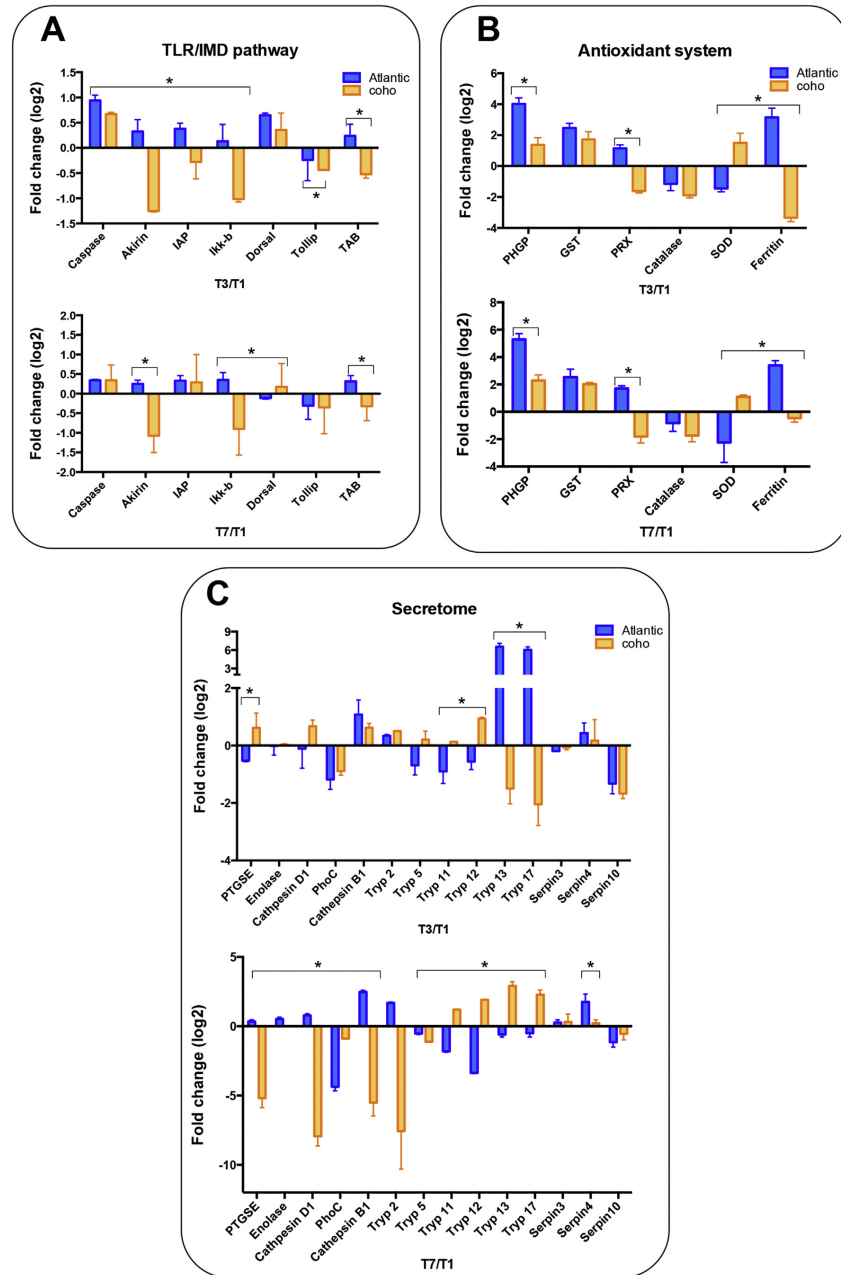 A
TLR/IMD pathway
Atlantic
coho
Fold change (log2)
1.5
1.0
0.5
0.0
-0.5
-1.0
-1.5
*
*
*
Caspase
Akirin
IAP
Ikk-b
Dorsal
Tollip
TAB
T3/T1
Fold change (log2)
2.0
1.5
1.0
0.5
0.0
-0.5
-1.0
-1.5
-2.0
*
*
*
Caspase
Akirin
IAP
Ikk-b
Dorsal
Tollip
TAB
T7/T1
B
Antioxidant system
Atlantic
coho
Fold change (log2)
6
4
2
0
-2
-4
*
*
*
PHGP
GST
PRX
Catalase
SOD
Ferritin
T3/T1
Fold change (log2)
8
6
4
2
0
-2
-4
*
*
*
PHGP
GST
PRX
Catalase
SOD
Ferritin
T7/T1
C
Secretome
Atlantic
coho
Fold change (log2)
9
6
3
2
0
-2
-4
*
*
*
PTGSE
Enolase
Cathpesin D1
PhoC
Cathepsin B1
Tryp 2
Tryp 5
Tryp 11
Tryp 12
Tryp 13
Tryp 17
Serpin3
Serpin4
Serpin10
T3/T1
Fold change (log2)
5
0
-5
-10
*
*
*
PTGSE
Enolase
Cathpesin D1
PhoC
Cathepsin B1
Tryp 2
Tryp 5
Tryp 11
Tryp 12
Tryp 13
Tryp 17
Serpin3
Serpin4
Serpin10
T7/T1